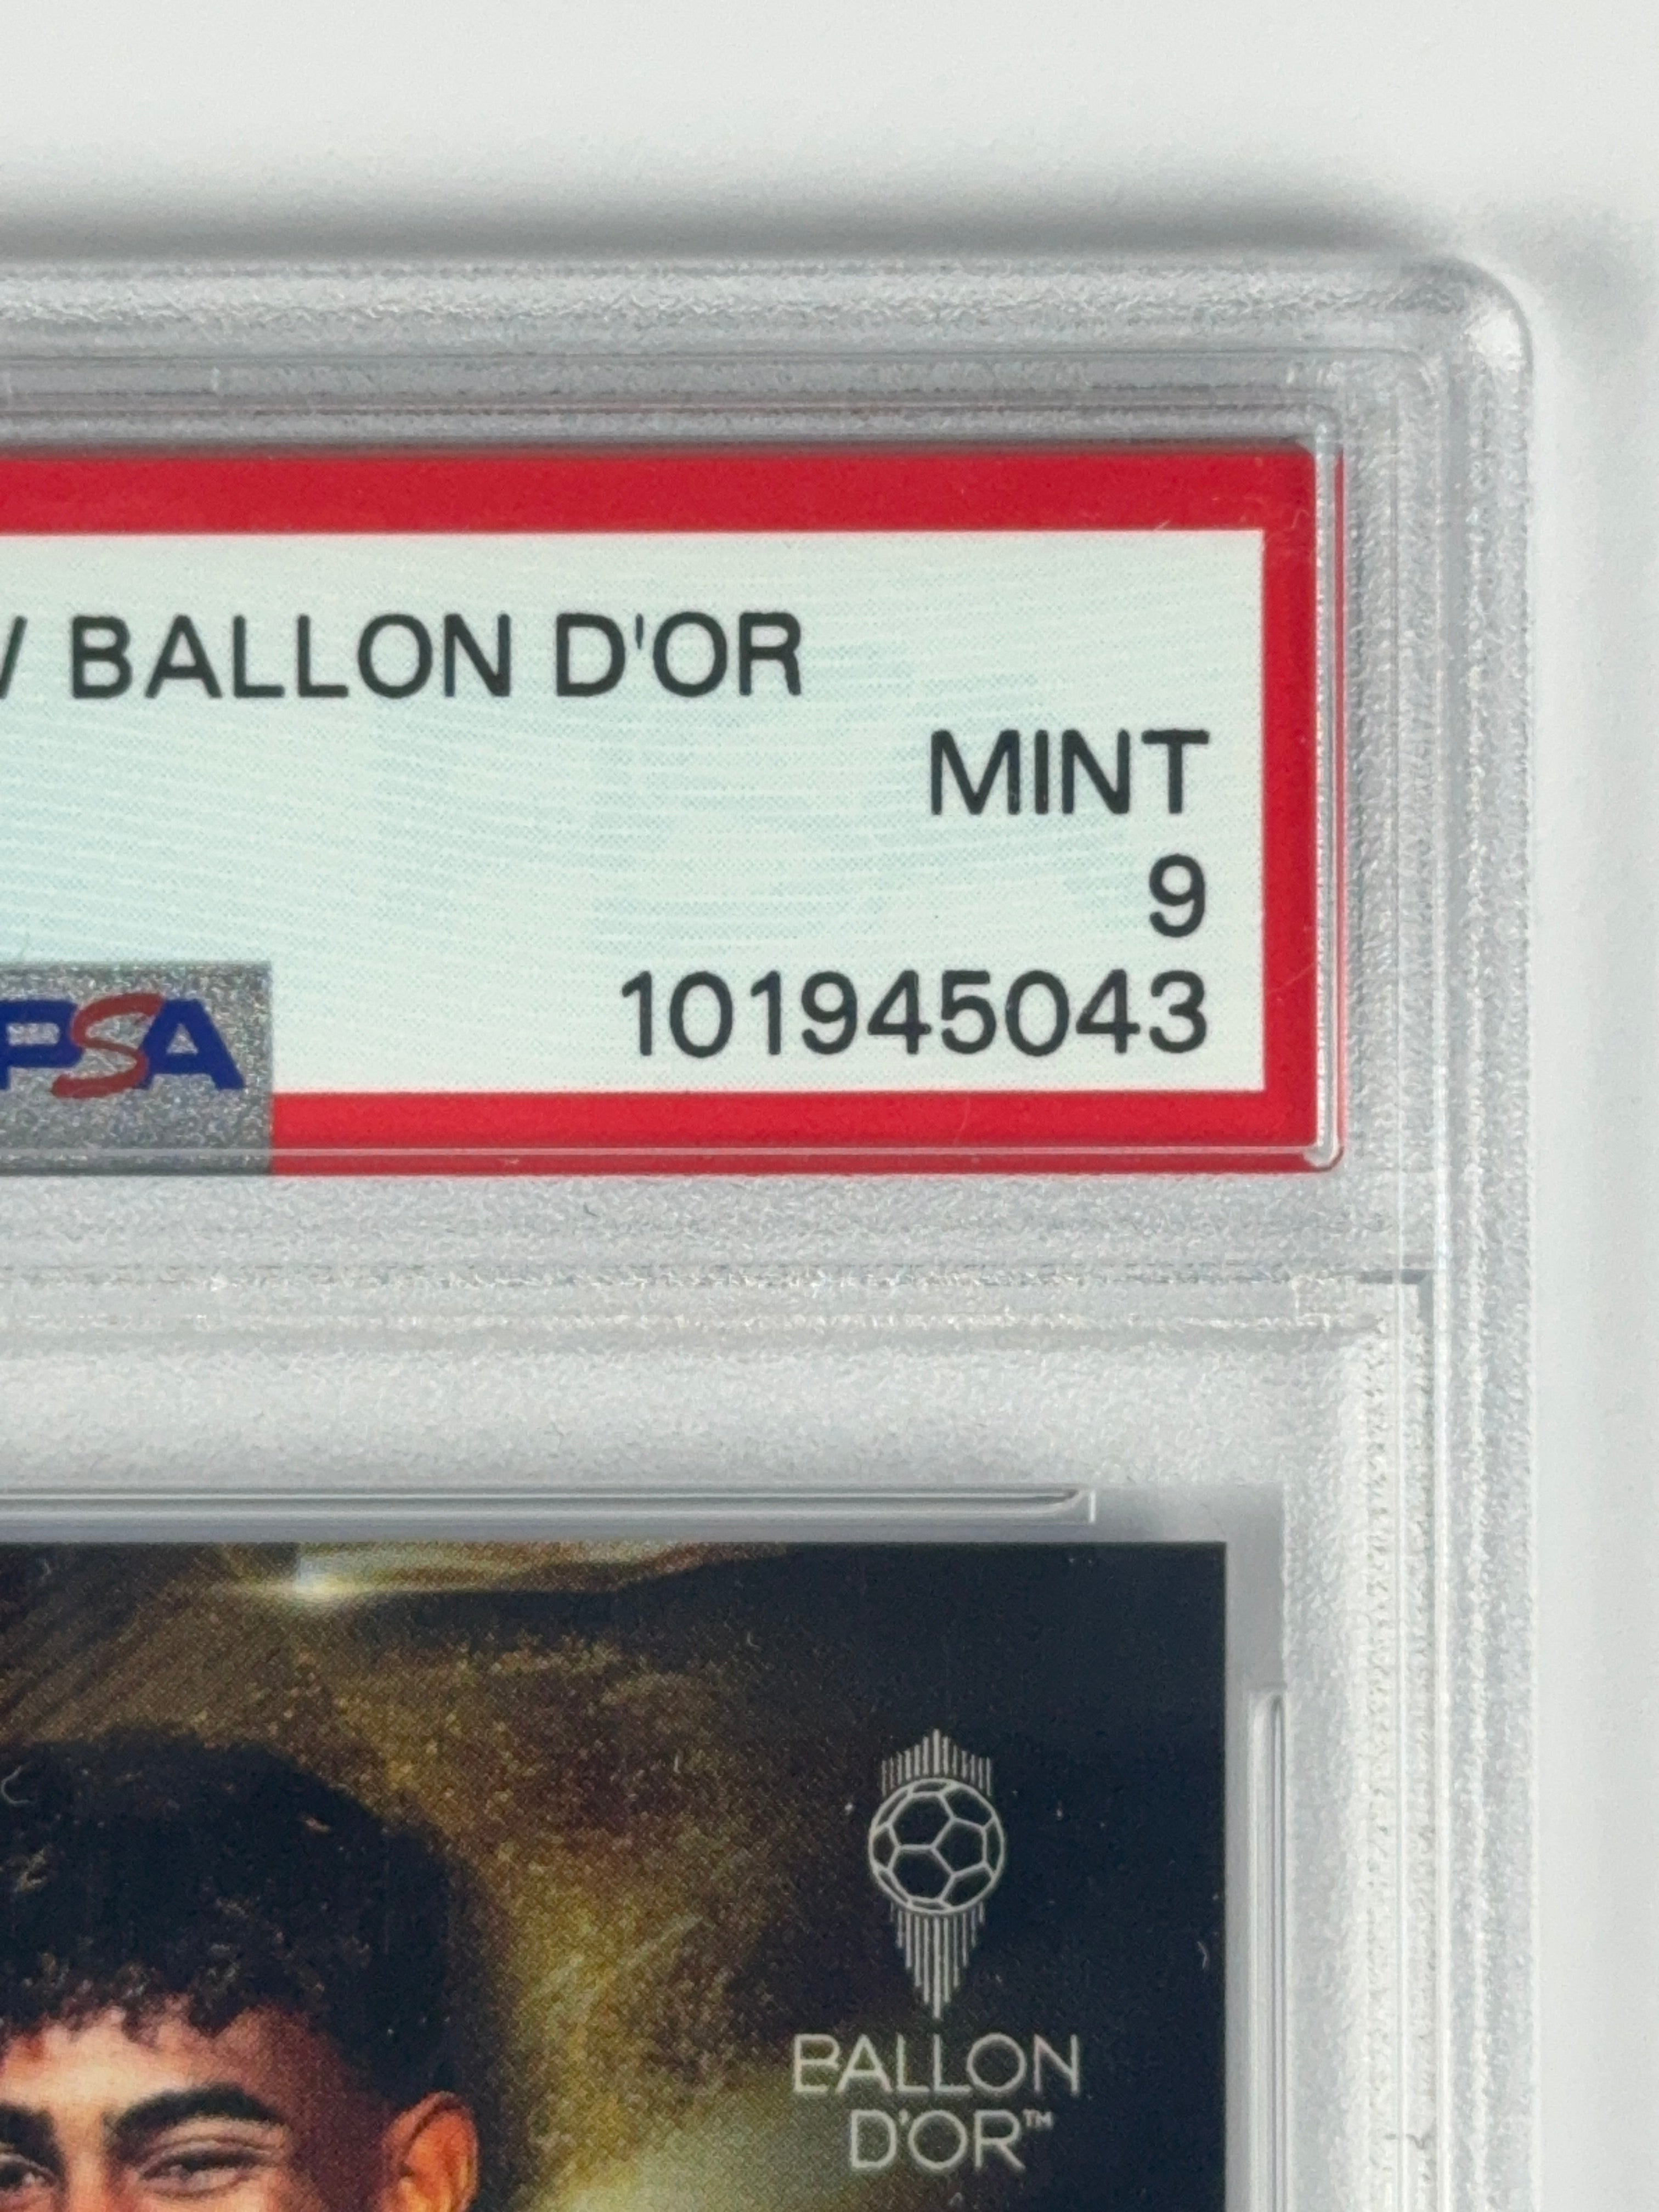 BALLON D'OR
MINT
9
PSA
101945043
BALLON
D'OR™